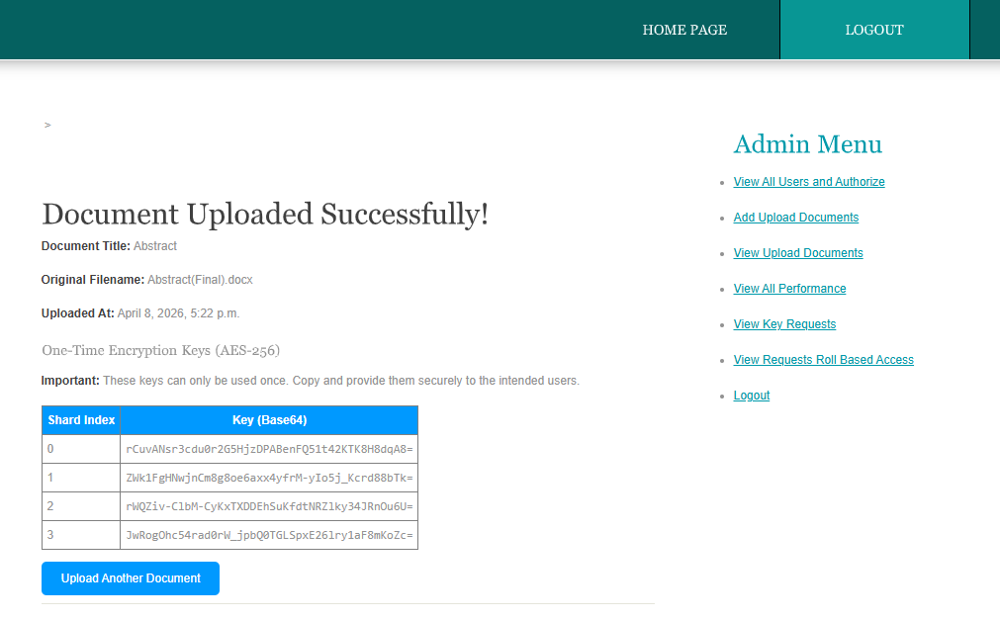 HOME PAGE
LOGOUT
>
Document Uploaded Successfully!
Document Title: Abstract
Original Filename: Abstract(Final).docx
Uploaded At: April 8, 2026, 5:22 p.m.
One-Time Encryption Keys (AES-256)
Important: These keys can only be used once. Copy and provide them securely to the intended users.
Shard Index Key (Base64)
0 rCuvANsr3cdu0r2G5HjzDPABenFQ51t42KTK8H8dqA8=
1 ZWk1FgHNwjnCm8g8oe6axx4yfrM-yIo5j_Kcrd88bTk=
2 rWQZiv-ClbM-CyKxTXDDEhSuKfdtNRZ1ky34JRnOu6U=
3 JwRogOhc54rad0rW_jpbQ0TGLSpxE26lry1aF8mKoZc=
Upload Another Document
Admin Menu
View All Users and Authorize
Add Upload Documents
View Upload Documents
View All Performance
View Key Requests
View Requests Roll Based Access
Logout